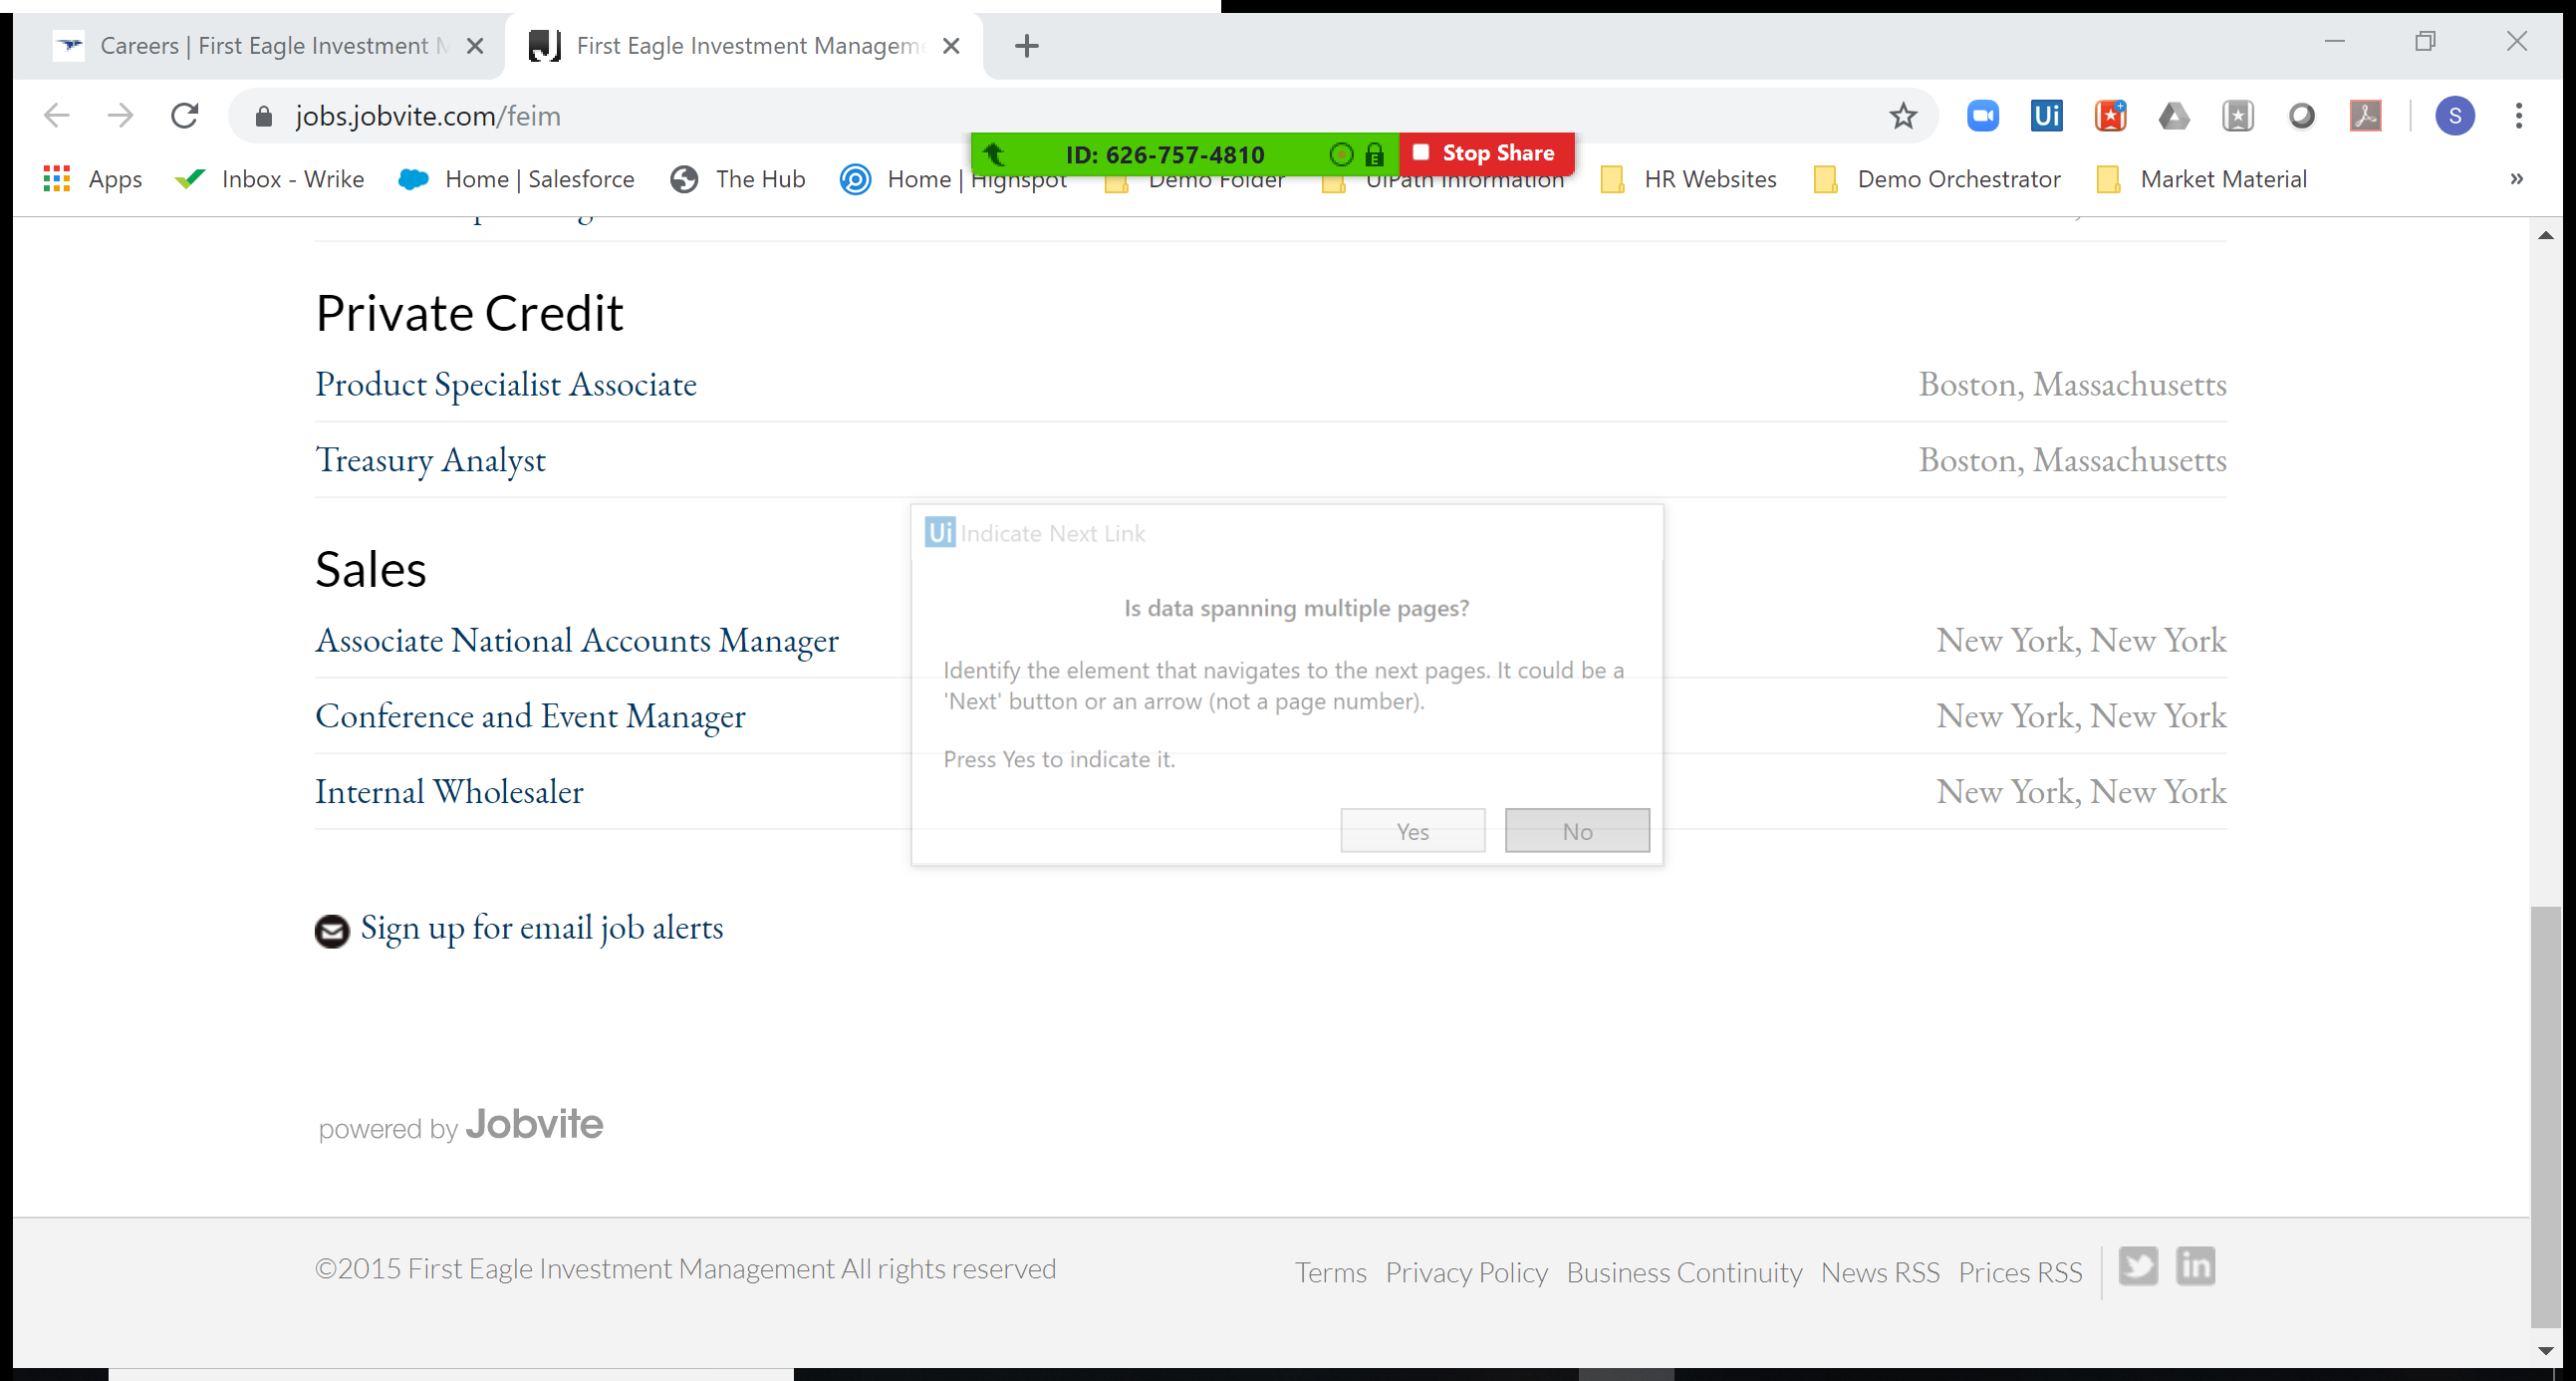 Careers | First Eagle Investment
First Eagle Investment Managem
jobs.jobvite.com/feim
Ui
S
ID: 626-757-4810
E
Stop Share
Apps
Inbox - Wrike
Home | Salesforce
The Hub
Home | Highspot
Demo Folder
UiPath Information
HR Websites
Demo Orchestrator
Market Material
»
Private Credit
Product Specialist Associate
Boston, Massachusetts
Treasury Analyst
Boston, Massachusetts
Sales
Associate National Accounts Manager
New York, New York
Conference and Event Manager
New York, New York
Internal Wholesaler
New York, New York
Ui Indicate Next Link
Is data spanning multiple pages?
Identify the element that navigates to the next pages. It could be a
'Next' button or an arrow (not a page number).
Press Yes to indicate it.
Yes
No
Sign up for email job alerts
powered by Jobvite
©2015 First Eagle Investment Management All rights reserved
Terms
Privacy Policy
Business Continuity
News RSS
Prices RSS
in